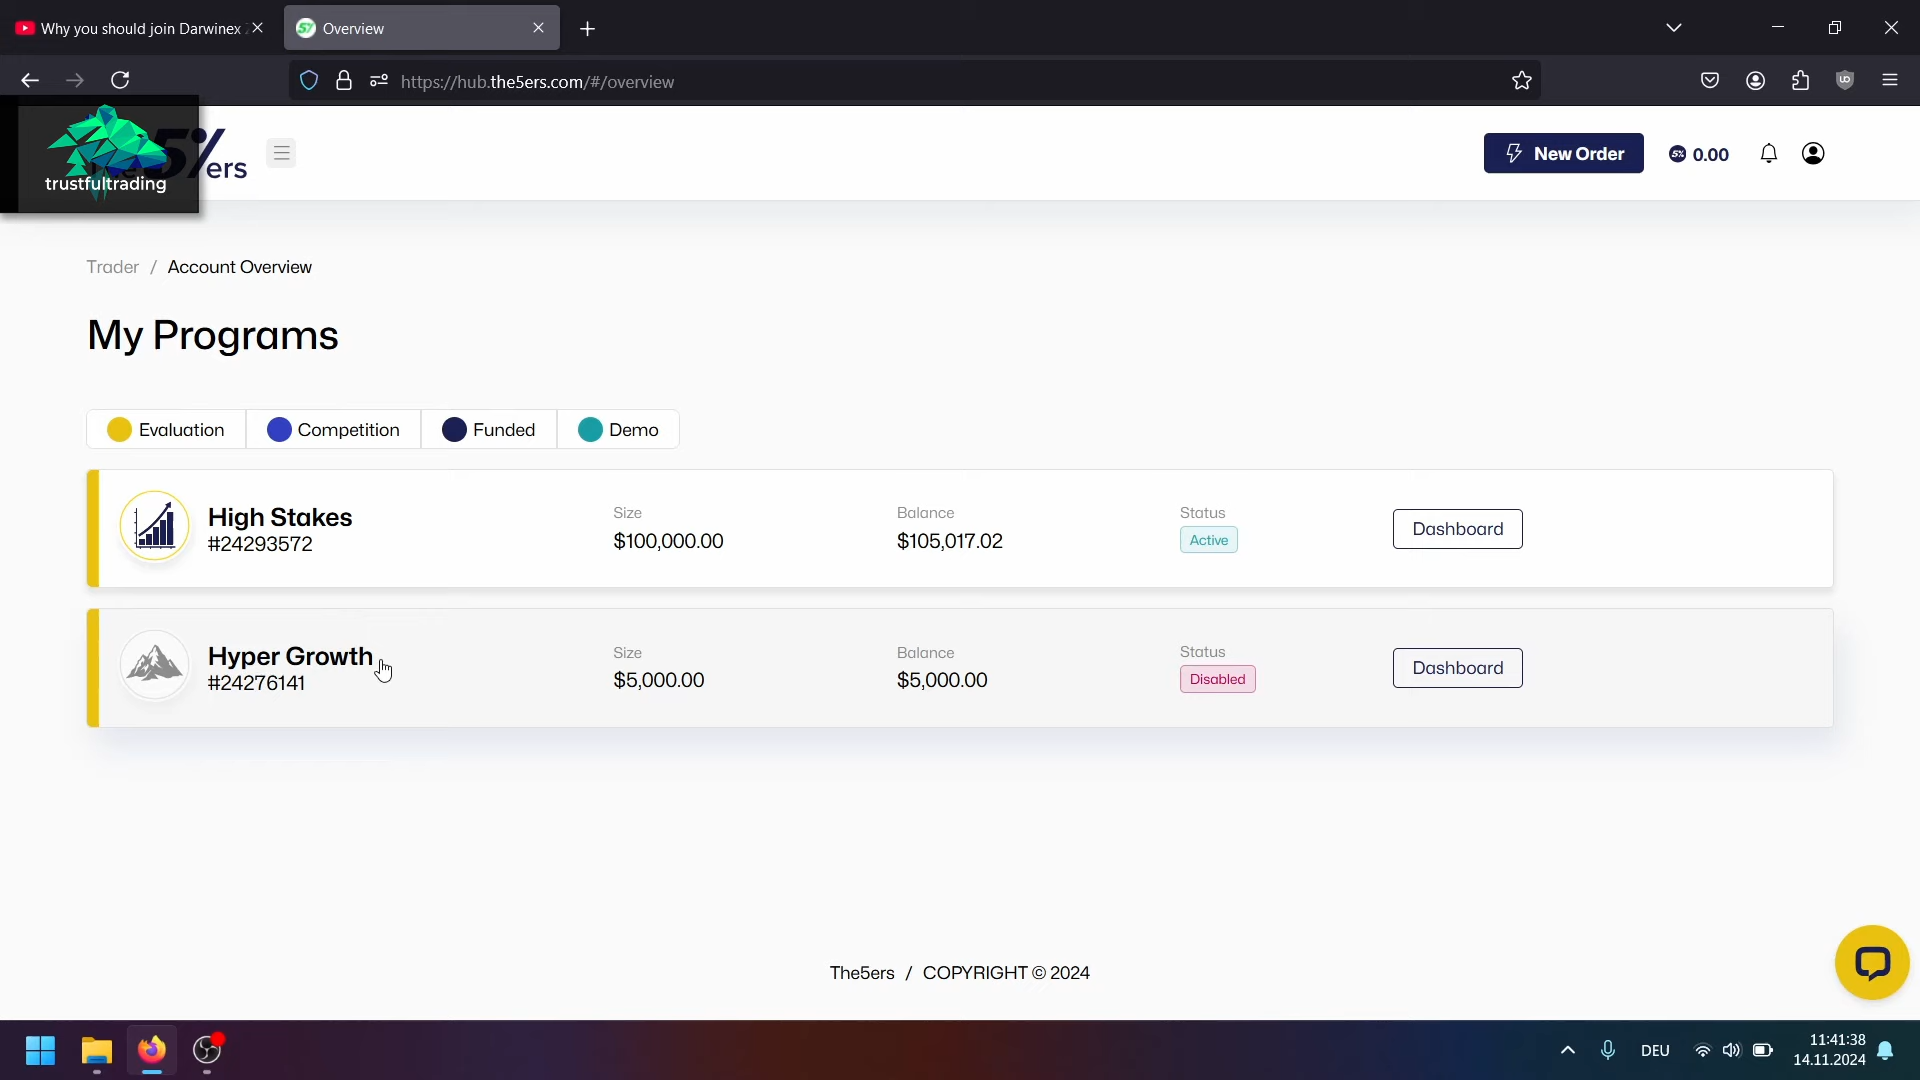 Why you should join Darwinex
Overview
https://hub.the5ers.com/#/overview
trustfultrading
5%ers
New Order
5% 0.00
Trader / Account Overview
My Programs
Evaluation
Competition
Funded
Demo
High Stakes
#24293572
Size
$100,000.00
Balance
$105,017.02
Status
Active
Dashboard
Hyper Growth
#24276141
Size
$5,000.00
Balance
$5,000.00
Status
Disabled
Dashboard
The5ers / COPYRIGHT © 2024
DEU
11:41:38
14.11.2024